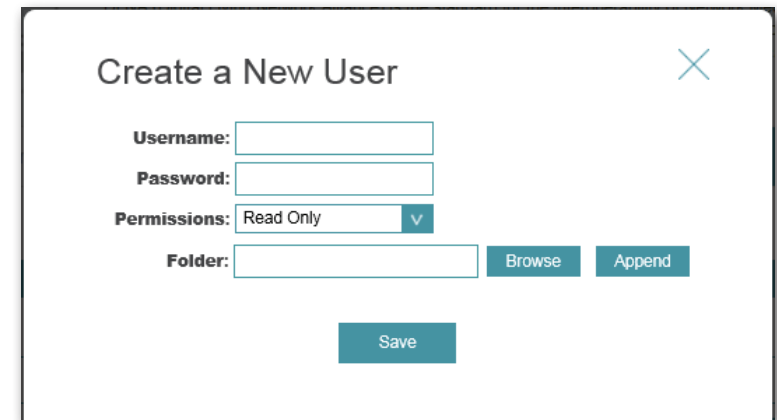 Create a New User
Username:
Password:
Permissions: Read Only
Folder: Browse Append
Save